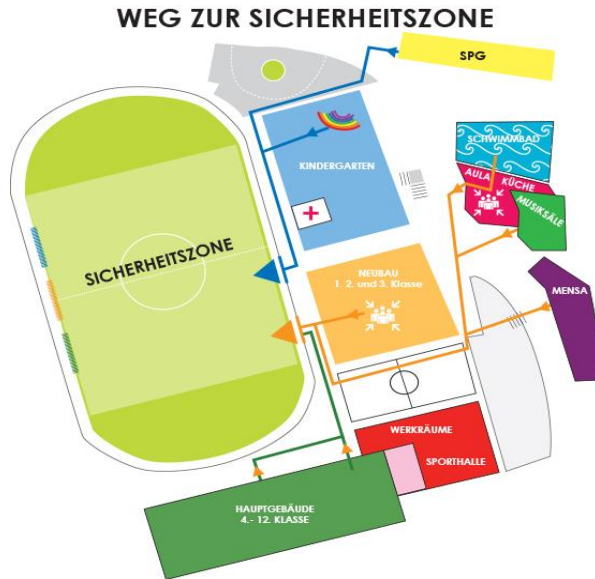 WEG ZUR SICHERHEITSZONE
SPG
SCHWIMMBAD
KINDERGARTEN
AULA
KÜCHE
MUSIKSÄLE
SICHERHEITSZONE
NEUBAU
1. 2. und 3. Klasse
MENSA
WERKRÄUME
SPORTHALLE
HAUPTGEBÄUDE
4.- 12. KLASSE